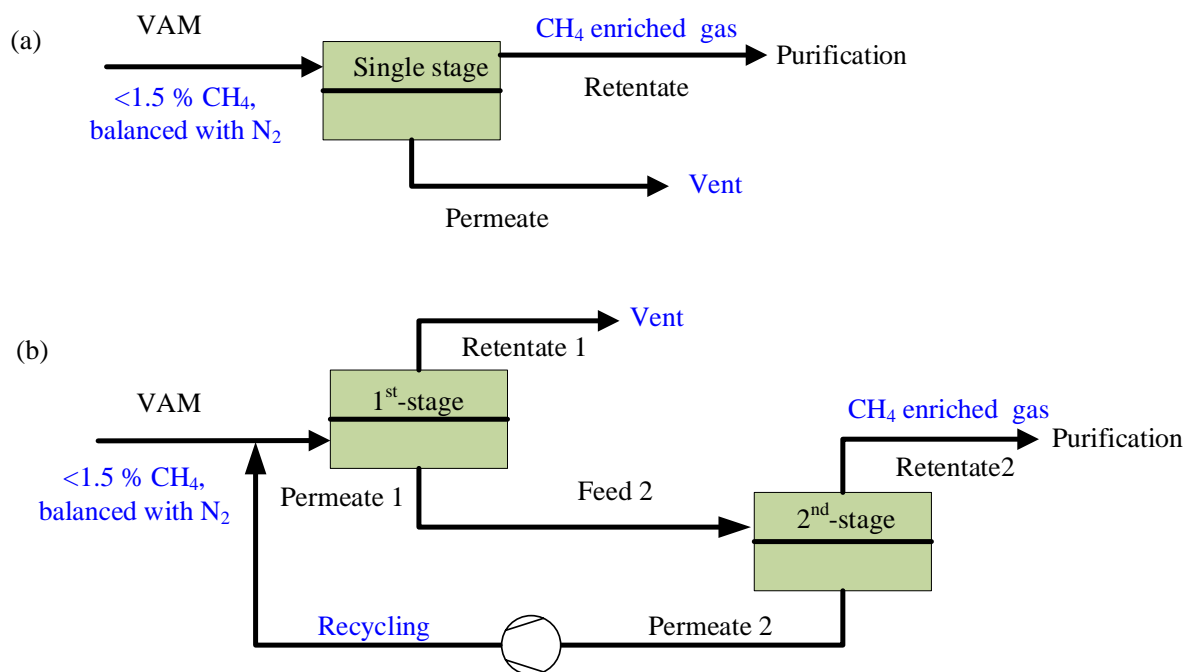 (a)
VAM
<1.5 % CH₄,
balanced with N₂
Single stage
CH₄ enriched gas
Retentate
Purification
Permeate
Vent
(b)
VAM
<1.5 % CH₄,
balanced with N₂
1ˢᵗ-stage
Retentate 1
Vent
Permeate 1
Feed 2
2ⁿᵈ-stage
CH₄ enriched gas
Retentate2
Purification
Recycling
Permeate 2